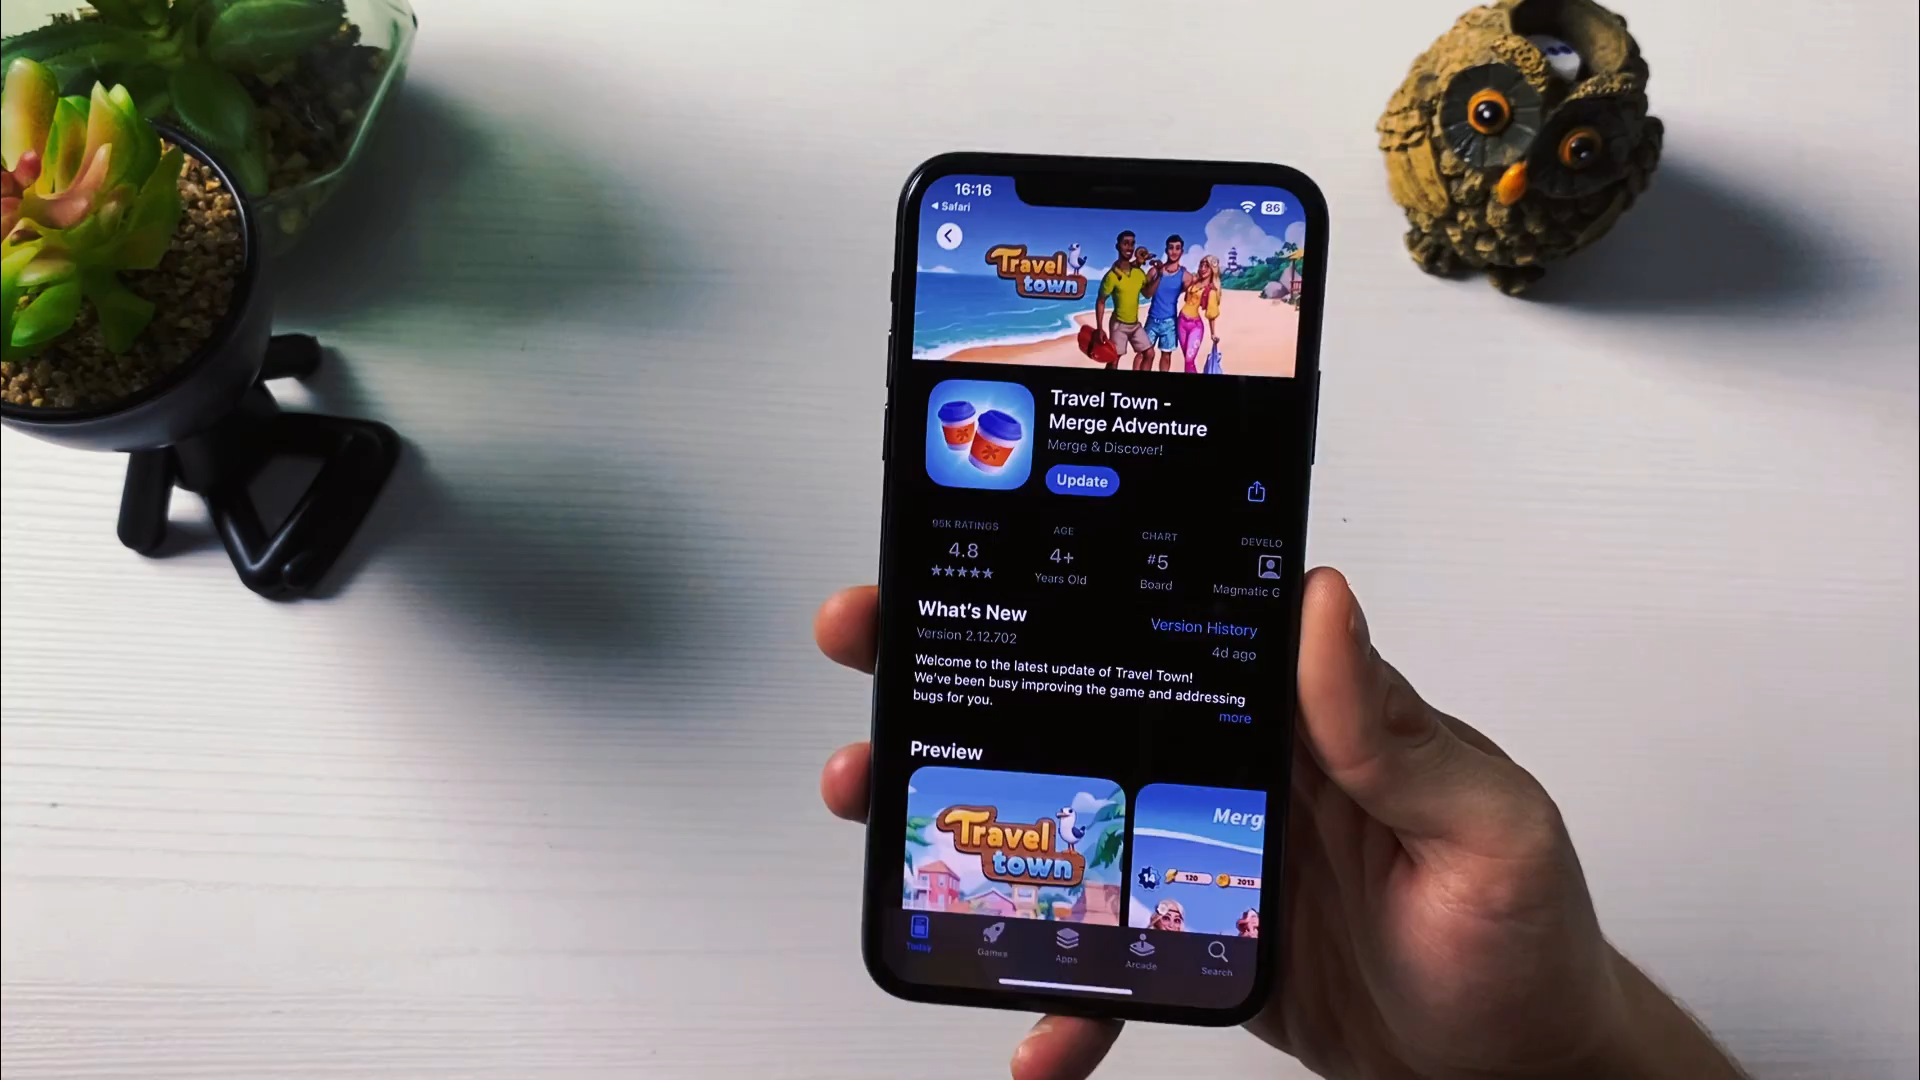 16:16
Safari
86
Travel
town
Travel Town -
Merge Adventure
Merge & Discover!
Update
95K RATINGS
4.8
AGE
4+
Years Old
CHART
#5
Board
DEVELO
Magmatic G
What's New
Version History
Version 2.12.702
4d ago
Welcome to the latest update of Travel Town!
We've been busy improving the game and addressing
bugs for you.
more
Preview
Travel
town
Merg
14
120
2013
Today
Games
Apps
Arcade
Search